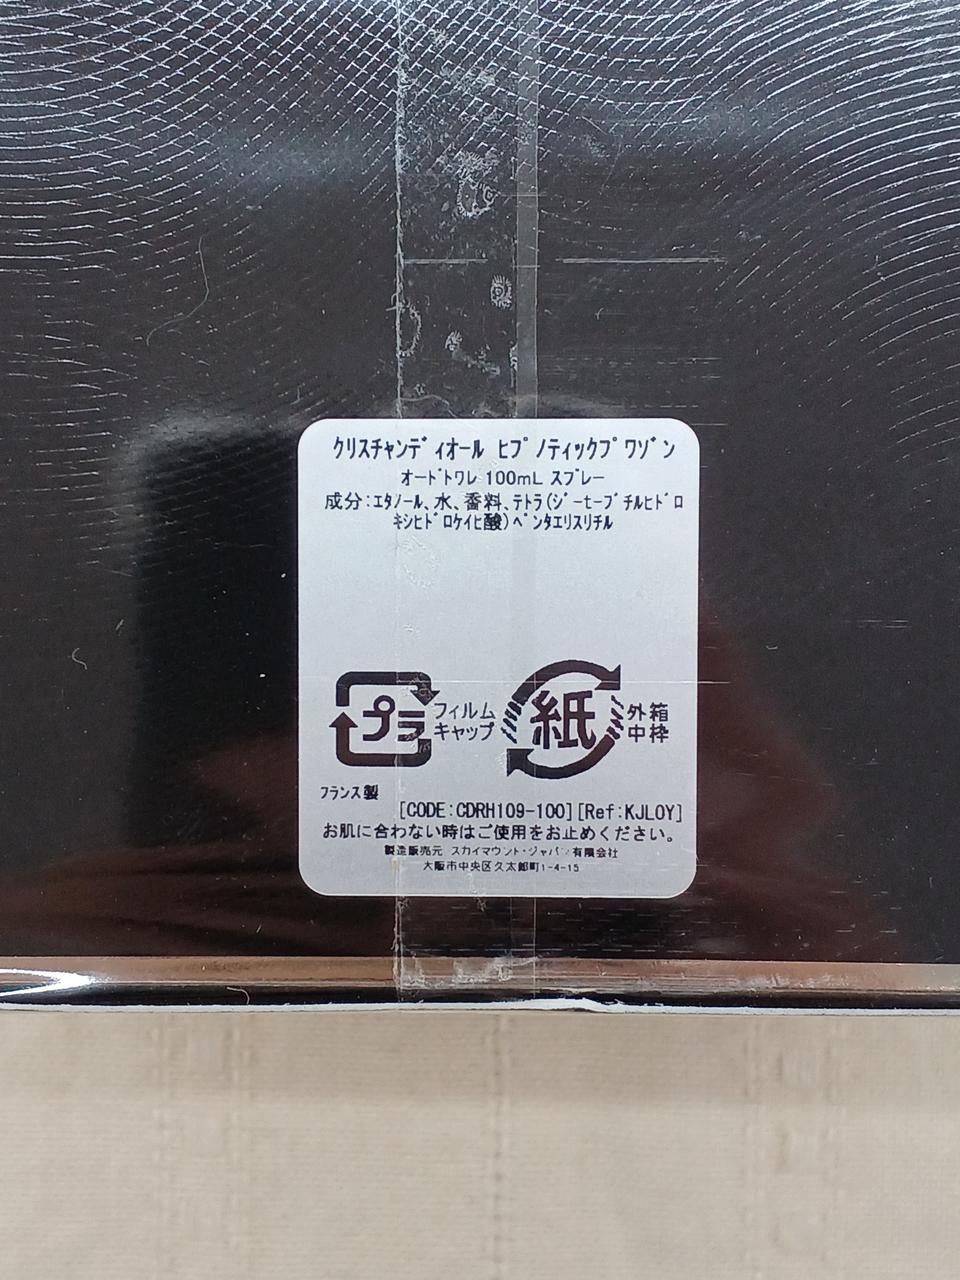 クリスチャンディオール ヒプノティックプワゾン
オードトワレ 100mL スプレー
成分:エタノール、水、香料、テトラ(ジーtーブチルヒドロ
キシヒドロケイヒ酸)ペンタエリスリチル
プラ
フィルム
キャップ
紙
外箱
中枠
フランス製
[CODE:CDRH109-100][Ref:KJLOY]
お肌に合わない時はご使用をお止めください。
製造販売元 スカイマウント・ジャパン有限会社
大阪市中央区久太郎町1-4-15